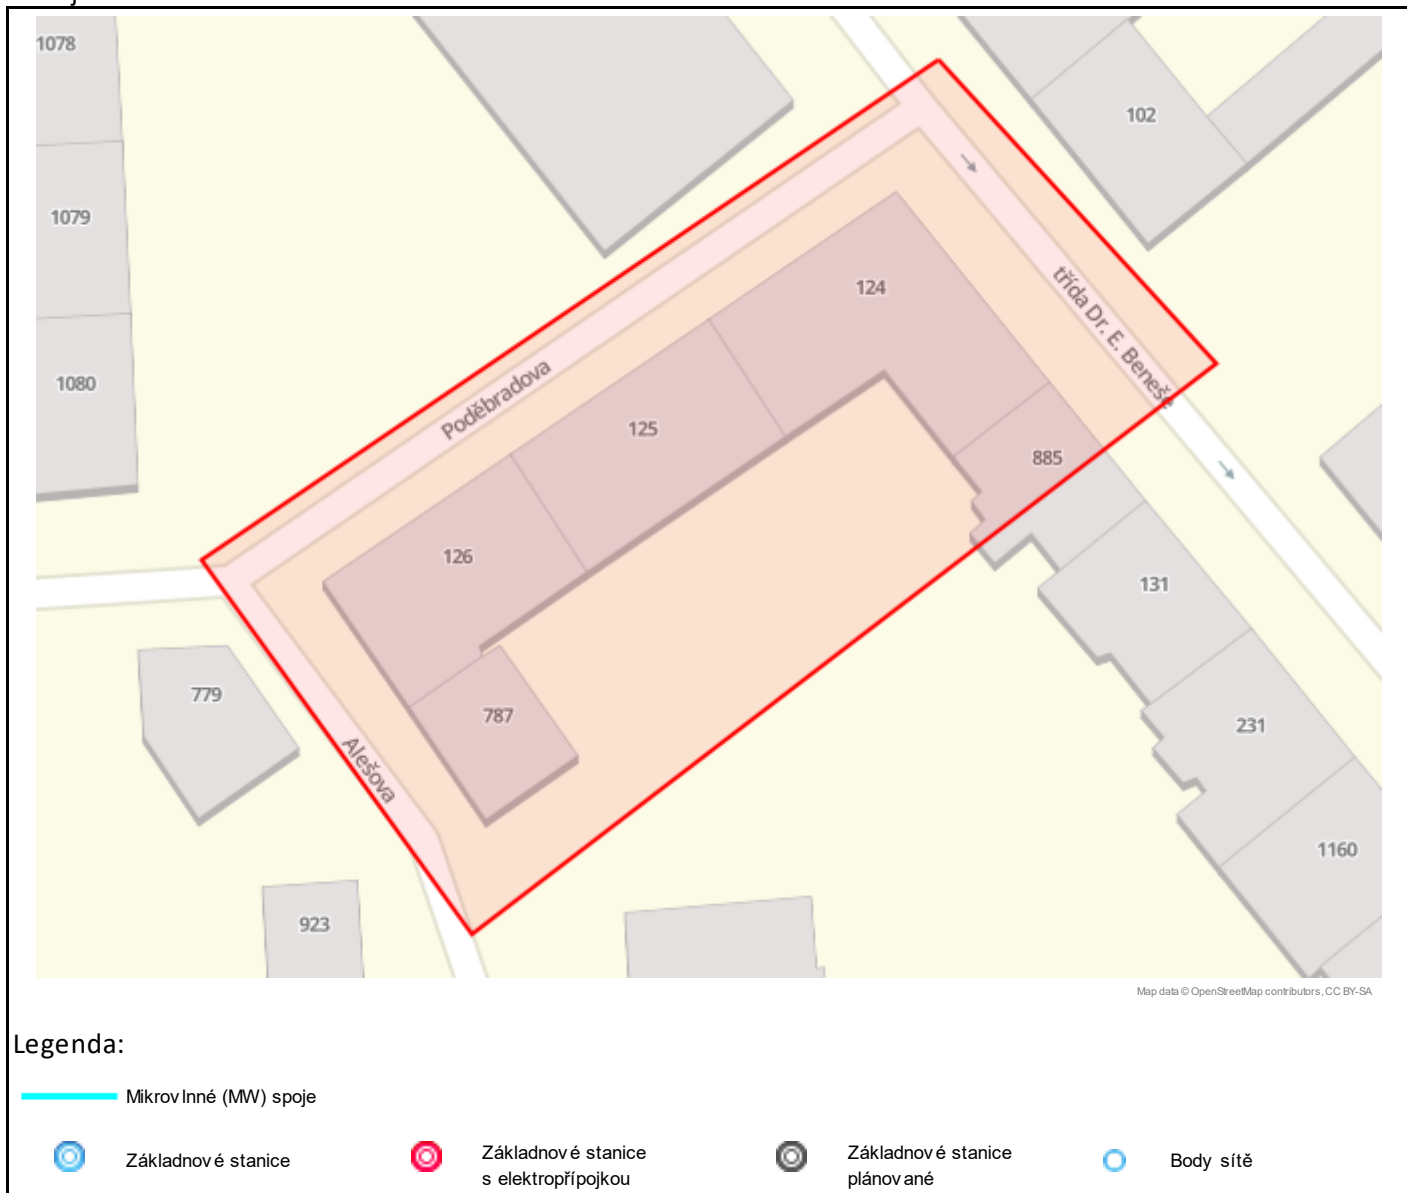 1078
102
1079
124
třída Dr. E. Beneše
1080
Poděbradova
125
885
126
131
779
787
231
Alešova
1160
923
Map data © OpenStreetMap contributors, CC BY-SA
Legenda:
Mikrovlnné (MW) spoje
Základnové stanice
Základnové stanice
s elektropřípojkou
Základnové stanice
plánované
Body sítě